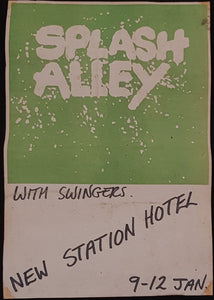 SPLASH
ALLEY
WITH SWINGERS.
NEW STATION HOTEL
9-12 JAN.